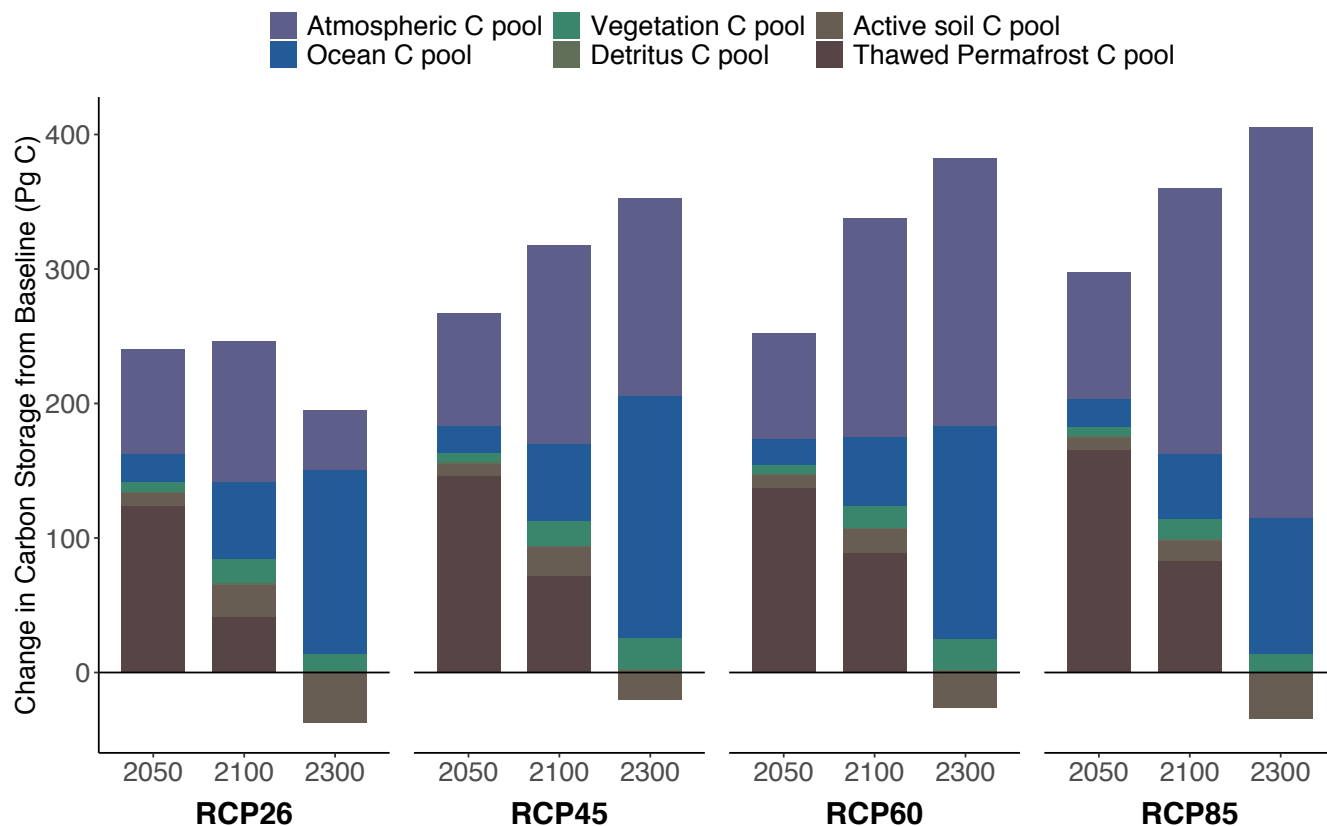 Atmospheric C pool Vegetation C pool Active soil C pool
Ocean C pool Detritus C pool Thawed Permafrost C pool
Change in Carbon Storage from Baseline (Pg C)
400
300
200
100
0
2050 2100 2300 2050 2100 2300 2050 2100 2300 2050 2100 2300
RCP26 RCP45 RCP60 RCP85